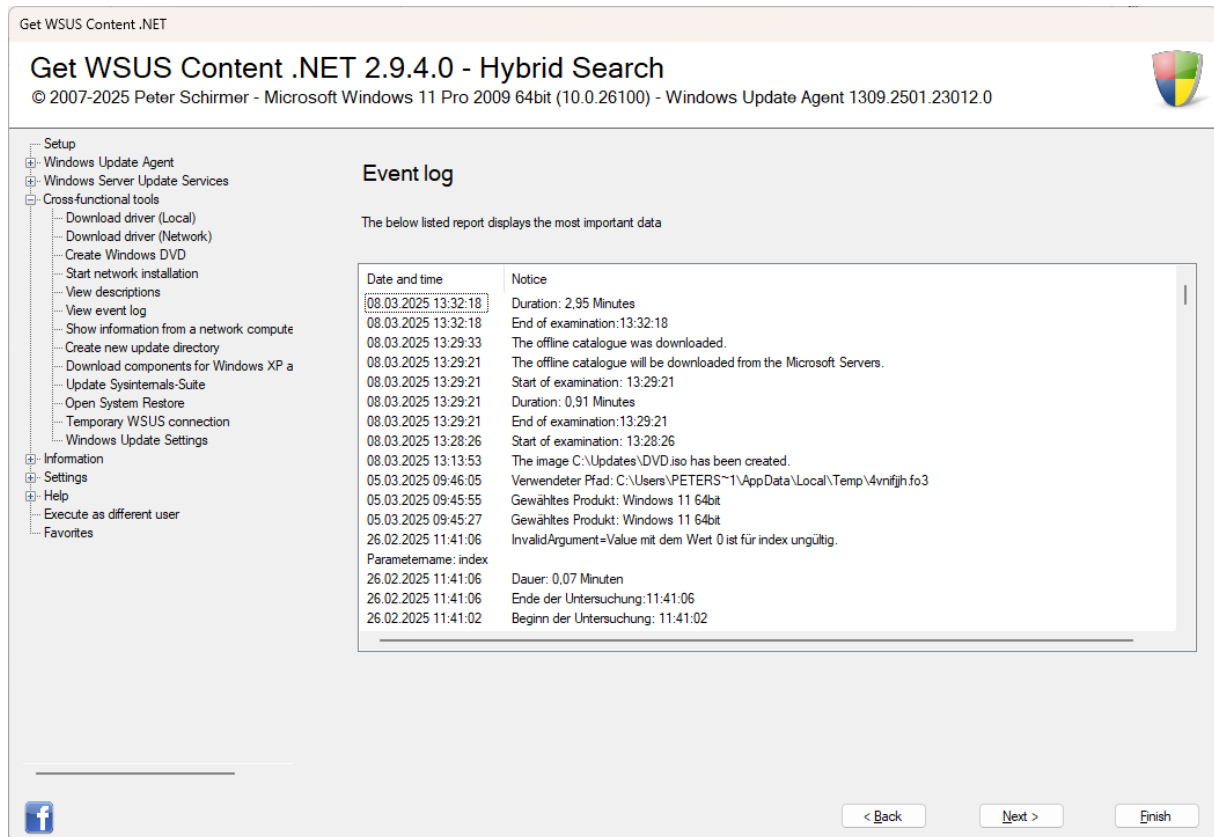 Get WSUS Content .NET
Get WSUS Content .NET 2.9.4.0 - Hybrid Search
© 2007-2025 Peter Schirmer - Microsoft Windows 11 Pro 2009 64bit (10.0.26100) - Windows Update Agent 1309.2501.23012.0
Setup
Windows Update Agent
Windows Server Update Services
Cross-functional tools
Download driver (Local)
Download driver (Network)
Create Windows DVD
Start network installation
View descriptions
View event log
Show information from a network compute
Create new update directory
Download components for Windows XP a
Update Sysinternals-Suite
Open System Restore
Temporary WSUS connection
Windows Update Settings
Information
Settings
Help
Execute as different user
Favorites
Event log
The below listed report displays the most important data
Date and time Notice
08.03.2025 13:32:18 Duration: 2,95 Minutes
08.03.2025 13:32:18 End of examination:13:32:18
08.03.2025 13:29:33 The offline catalogue was downloaded.
08.03.2025 13:29:21 The offline catalogue will be downloaded from the Microsoft Servers.
08.03.2025 13:29:21 Start of examination: 13:29:21
08.03.2025 13:29:21 Duration: 0,91 Minutes
08.03.2025 13:29:21 End of examination:13:29:21
08.03.2025 13:28:26 Start of examination: 13:28:26
08.03.2025 13:13:53 The image C:\Updates\DVD.iso has been created.
05.03.2025 09:46:05 Verwendeter Pfad: C:\Users\PETERS~1\AppData\Local\Temp\4vnifjjh.fo3
05.03.2025 09:45:55 Gewähltes Produkt: Windows 11 64bit
05.03.2025 09:45:27 Gewähltes Produkt: Windows 11 64bit
26.02.2025 11:41:06 InvalidArgument=Value mit dem Wert 0 ist für index ungültig.
Parametername: index
26.02.2025 11:41:06 Dauer: 0,07 Minuten
26.02.2025 11:41:06 Ende der Untersuchung:11:41:06
26.02.2025 11:41:02 Beginn der Untersuchung: 11:41:02
f
< Back Next > Finish